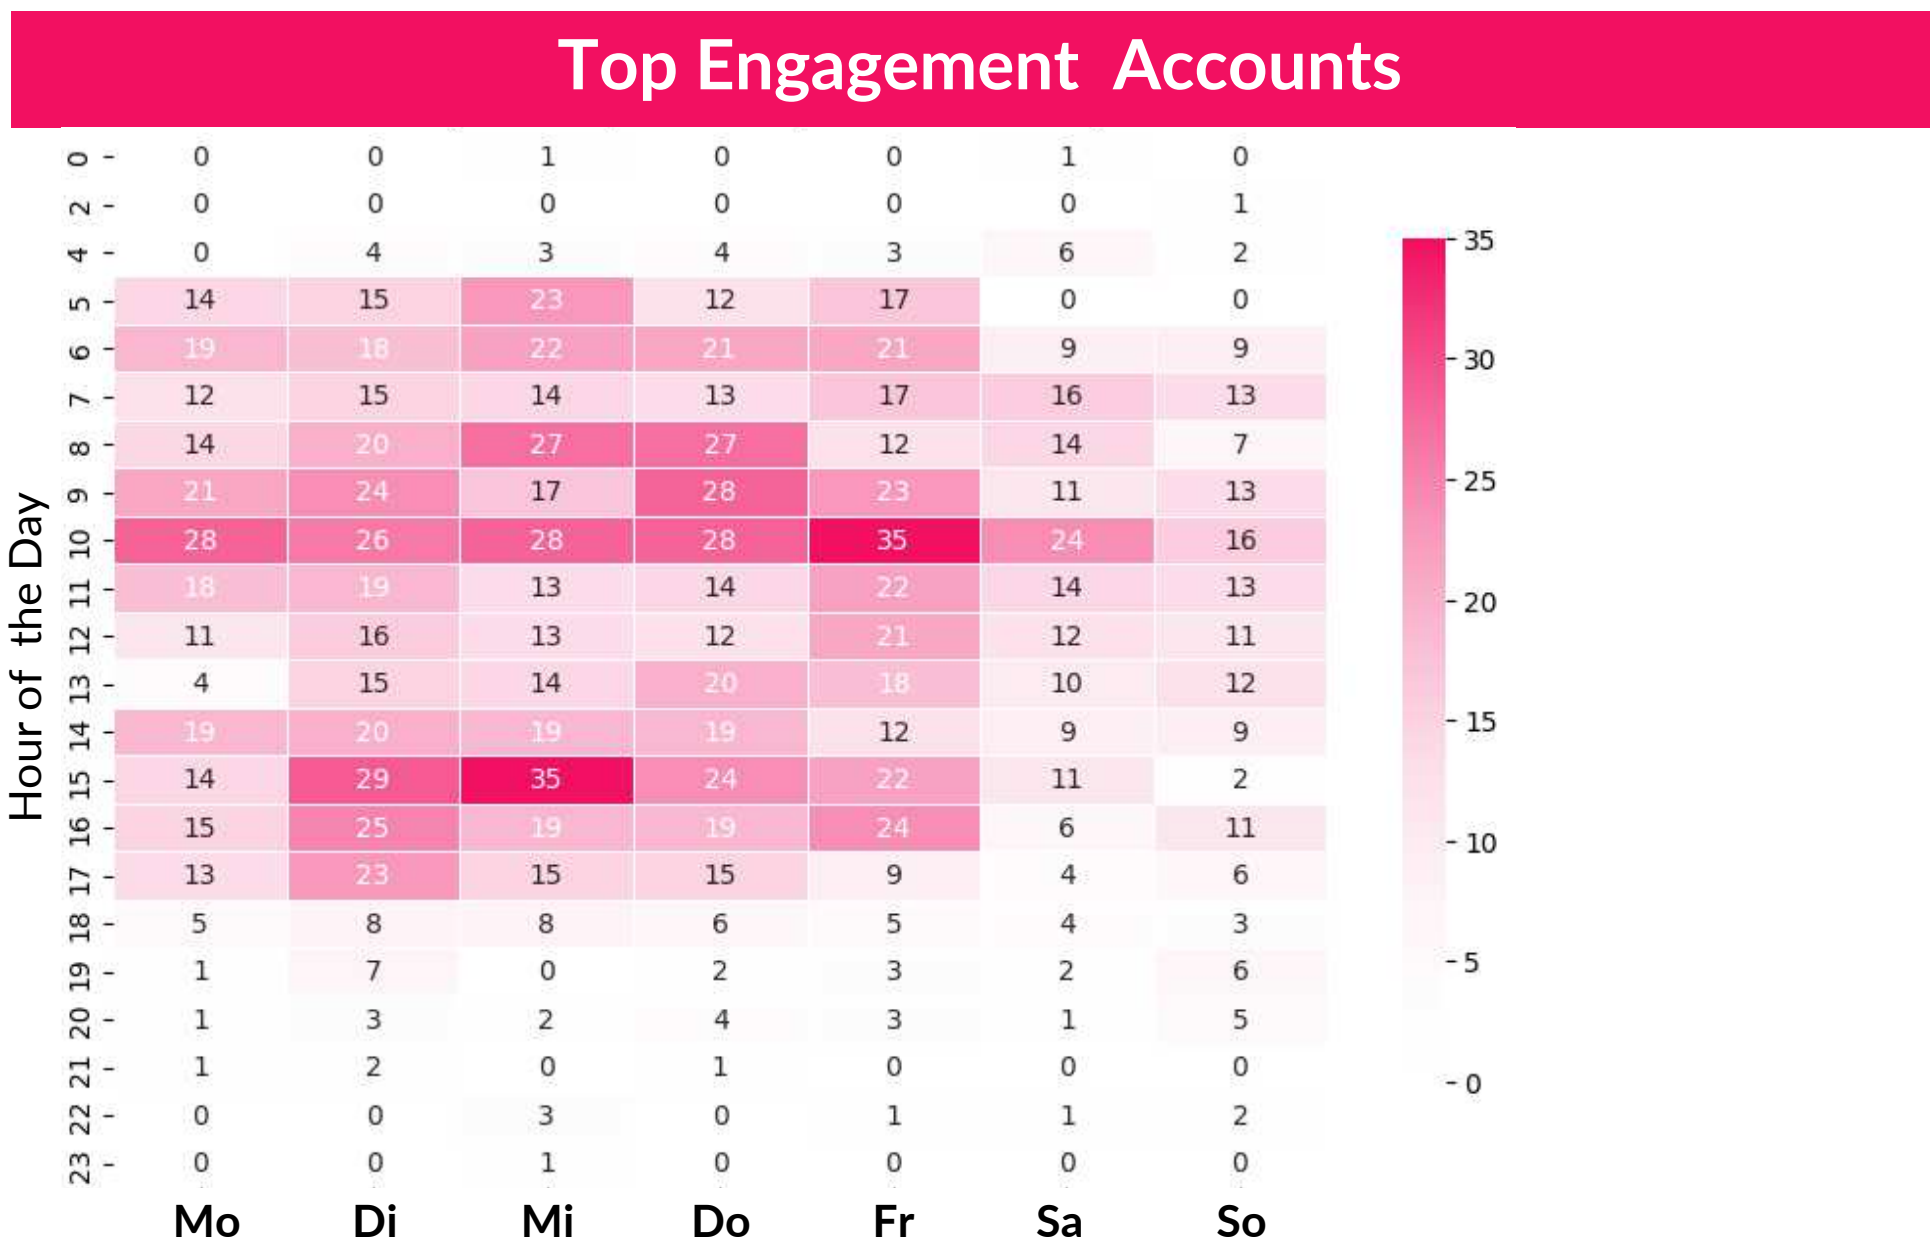 Top Engagement Accounts
0 0 0 1 0 0 1 0
2 0 0 0 0 0 0 1
4 0 4 3 4 3 6 2
35
5 14 15 23 12 17 0 0
6 19 18 22 21 21 9 9
30
7 12 15 14 13 17 16 13
8 14 20 27 27 12 14 7
25
9 21 24 17 28 23 11 13
10 28 26 28 28 35 24 16
11 18 19 13 14 22 14 13
20
12 11 16 13 12 21 12 11
13 4 15 14 20 18 10 12
15
14 19 20 19 19 12 9 9
15 14 29 35 24 22 11 2
16 15 25 19 19 24 6 11
10
17 13 23 15 15 9 4 6
18 5 8 8 6 5 4 3
5
19 1 7 0 2 3 2 6
20 1 3 2 4 3 1 5
21 1 2 0 1 0 0 0
0
22 0 0 3 0 1 1 2
23 0 0 1 0 0 0 0
Mo Di Mi Do Fr Sa So
Hour of the Day